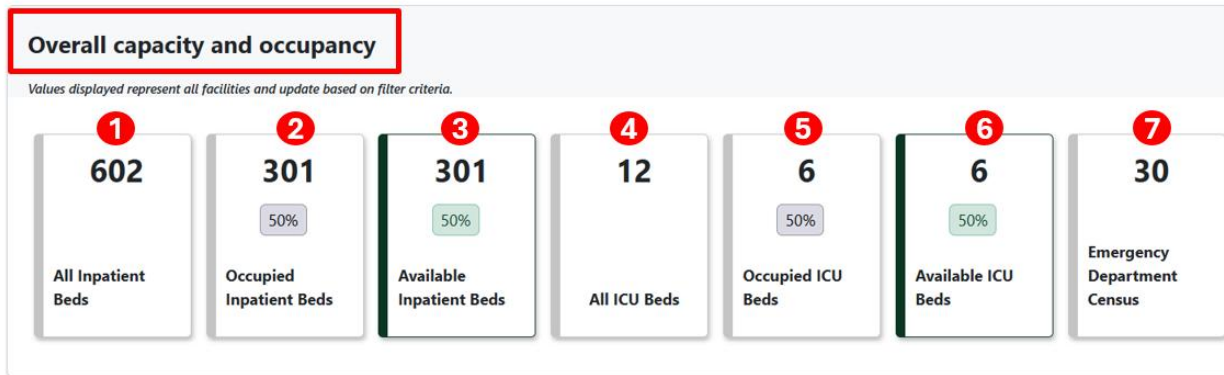 Overall capacity and occupancy
Values displayed represent all facilities and update based on filter criteria.
1
602
All Inpatient
Beds
2
301
50%
Occupied
Inpatient Beds
3
301
50%
Available
Inpatient Beds
4
12
All ICU Beds
5
6
50%
Occupied ICU
Beds
6
6
50%
Available ICU
Beds
7
30
Emergency
Department
Census